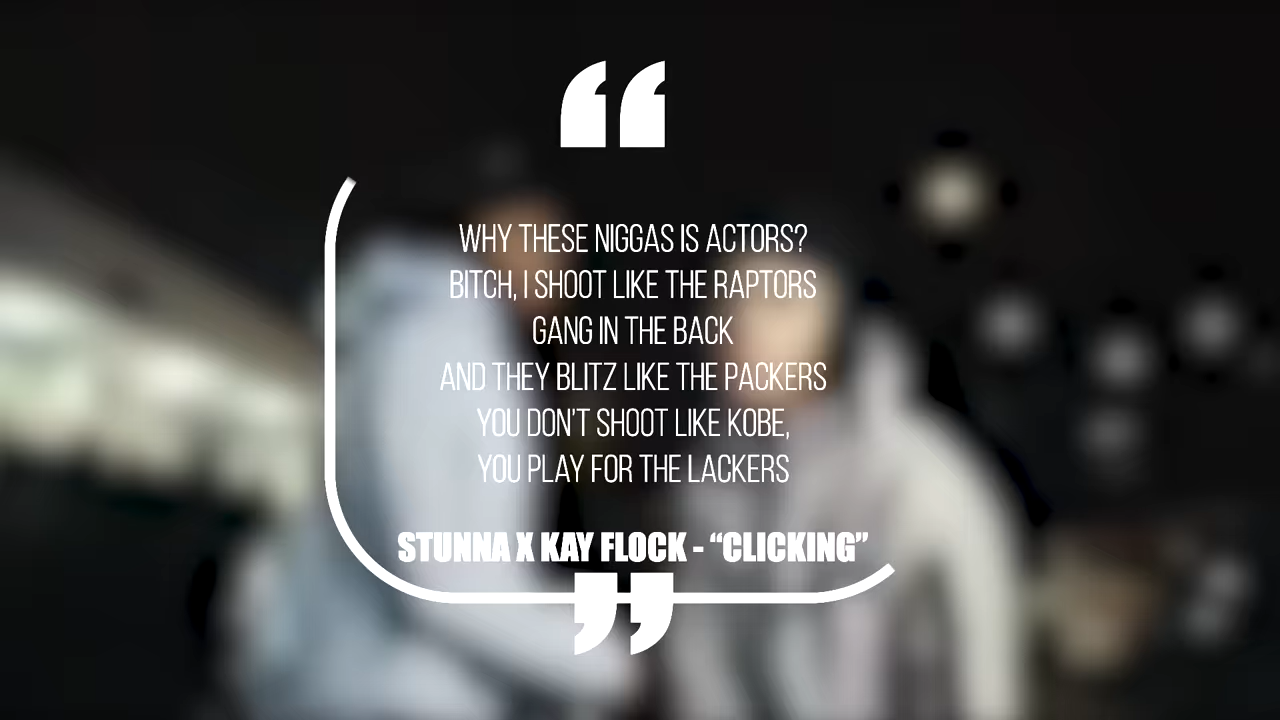 “
WHY THESE NIGGAS IS ACTORS?
BITCH, I SHOOT LIKE THE RAPTORS
GANG IN THE BACK
AND THEY BLITZ LIKE THE PACKERS
YOU DON'T SHOOT LIKE KOBE,
YOU PLAY FOR THE LACKERS
STUNNA X KAY FLOCK - “CLICKING”
”